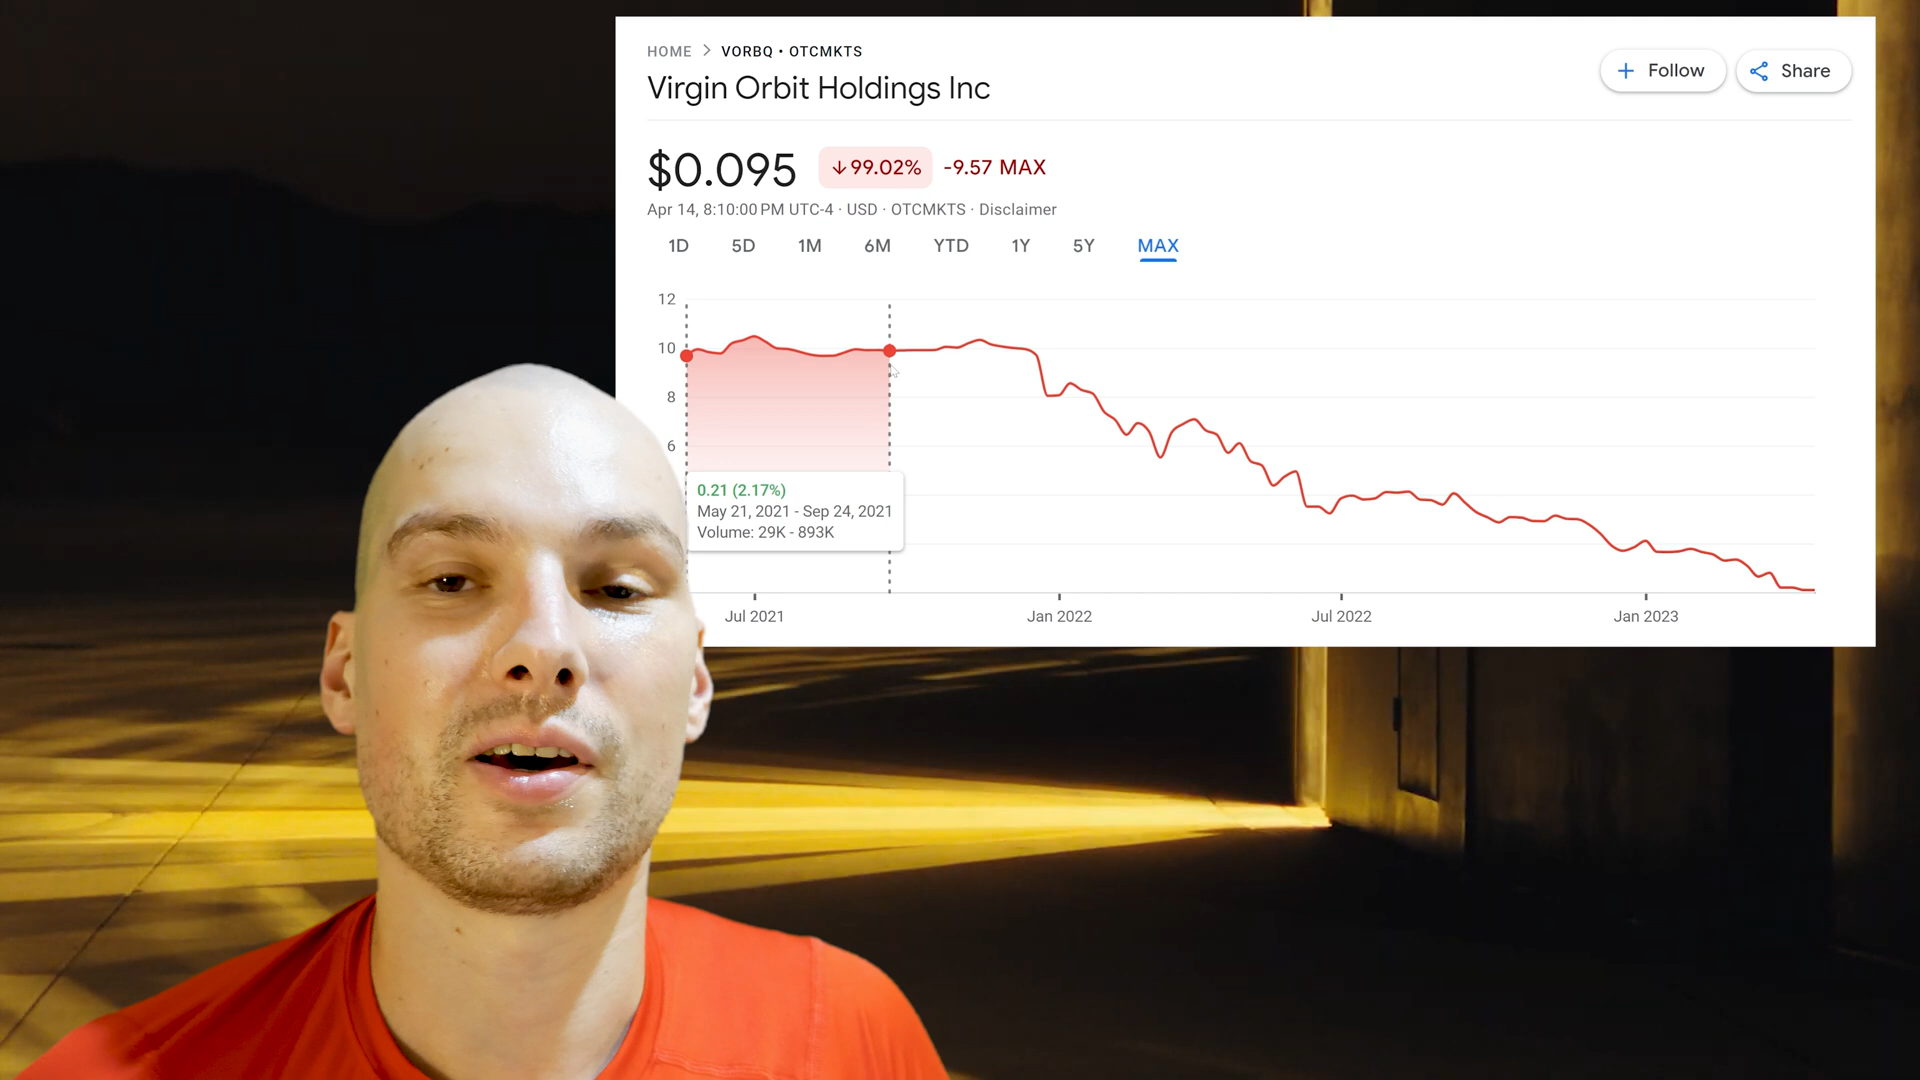 HOME > VORBQ • OTCMKTS
Virgin Orbit Holdings Inc
Follow
Share
$0.095 ↓99.02% -9.57 MAX
Apr 14, 8:10:00 PM UTC-4 · USD · OTCMKTS · Disclaimer
1D 5D 1M 6M YTD 1Y 5Y MAX
12
10
8
6
0.21 (2.17%)
May 21, 2021 - Sep 24, 2021
Volume: 29K - 893K
Jul 2021 Jan 2022 Jul 2022 Jan 2023